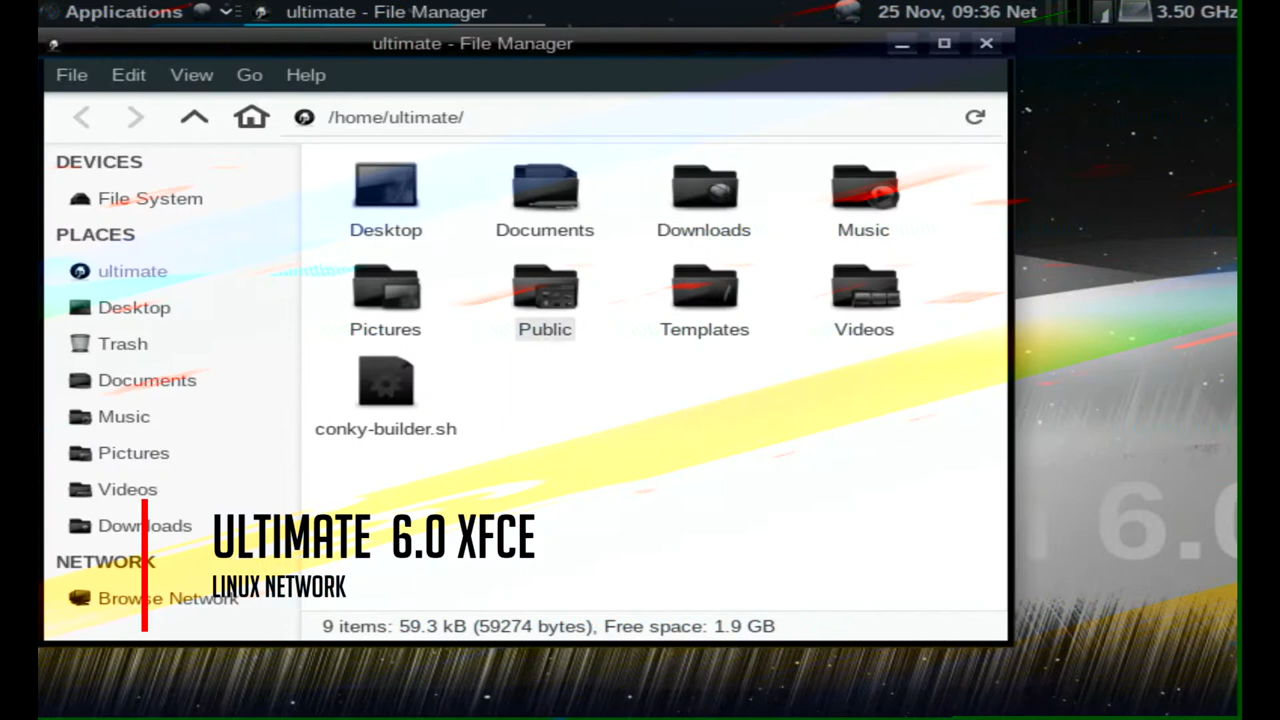 Applications
ultimate - File Manager
25 Nov, 09:36 Net
3.50 GHz
ultimate - File Manager
File Edit View Go Help
/home/ultimate/
DEVICES
File System
PLACES
ultimate
Desktop
Trash
Documents
Music
Pictures
Videos
Downloads
NETWORK
Browse Network
Desktop Documents Downloads Music
Pictures Public Templates Videos
conky-builder.sh
ULTIMATE 6.0 XFCE
LINUX NETWORK
6.0
9 items: 59.3 kB (59274 bytes), Free space: 1.9 GB